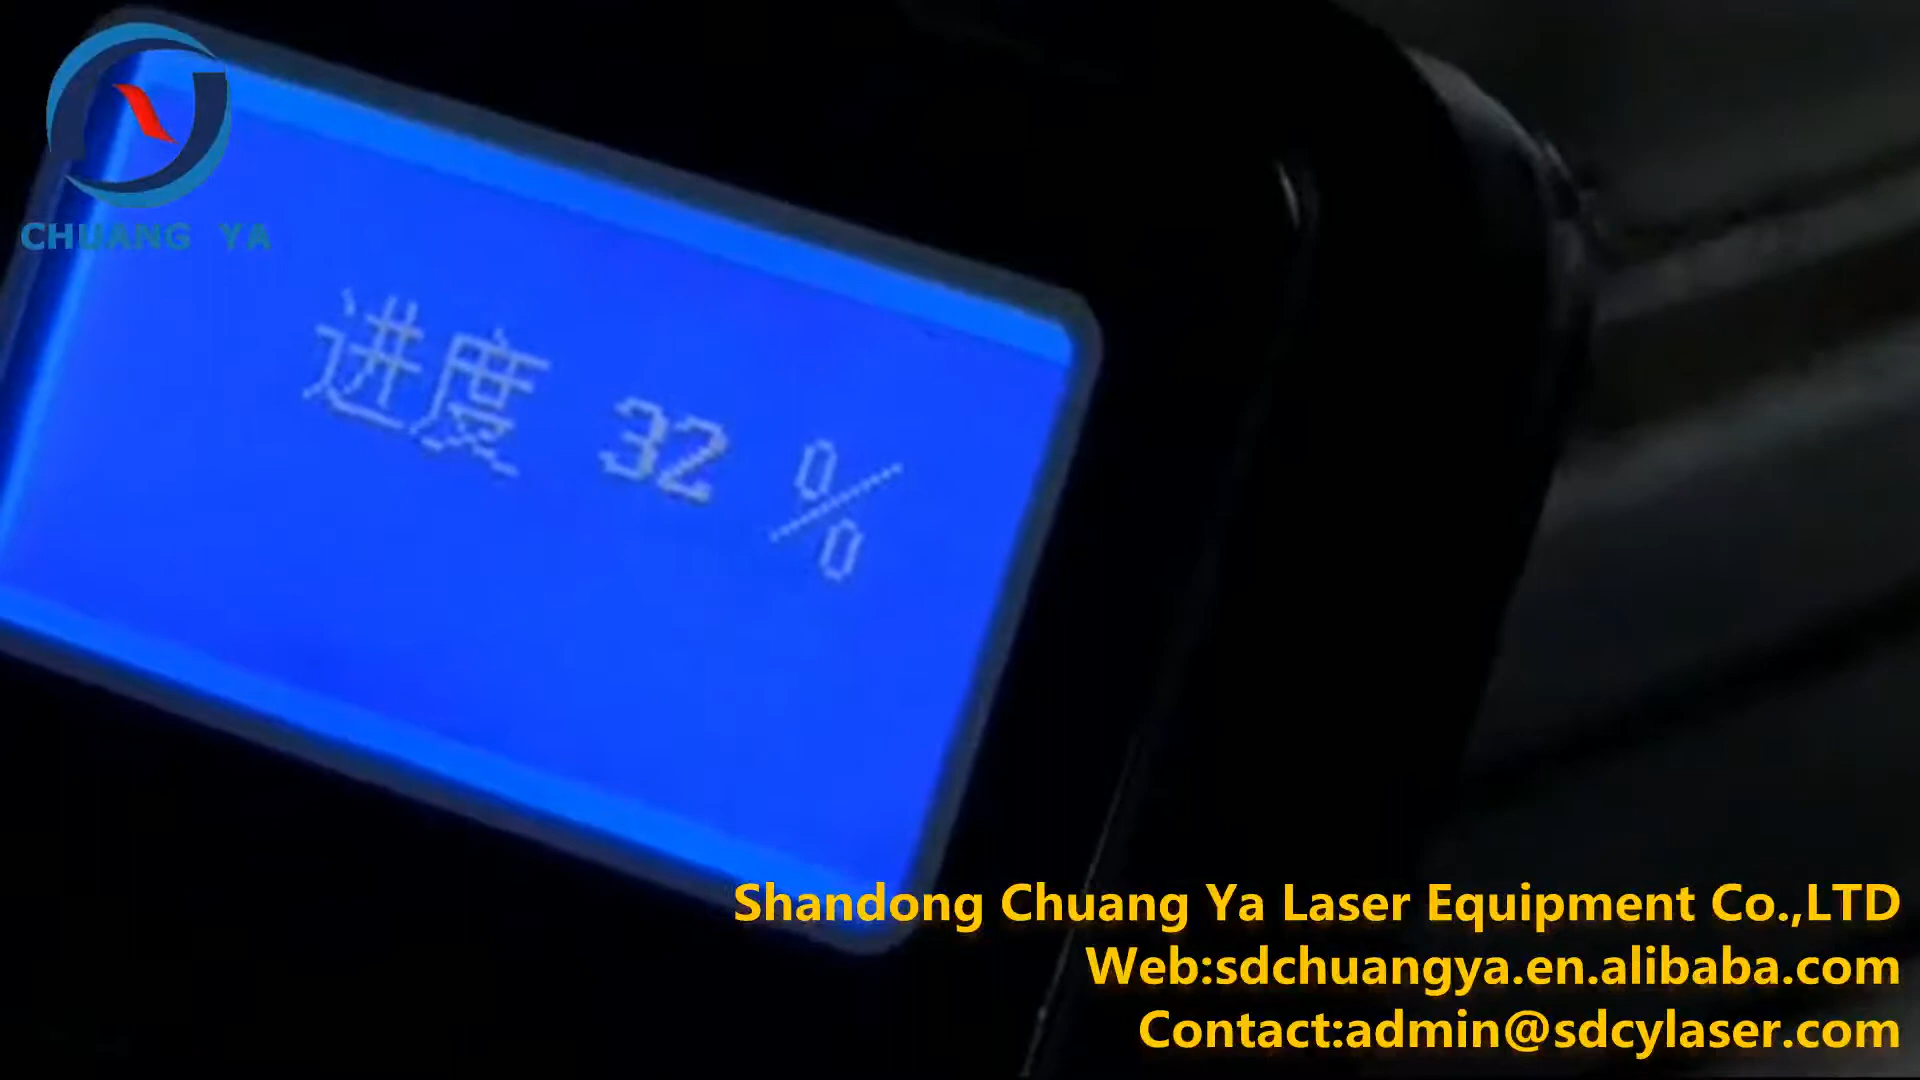 CHUANG YA
进度 32 %
Shandong Chuang Ya Laser Equipment Co.,LTD
Web:sdchuangya.en.alibaba.com
Contact:admin@sdcylaser.com